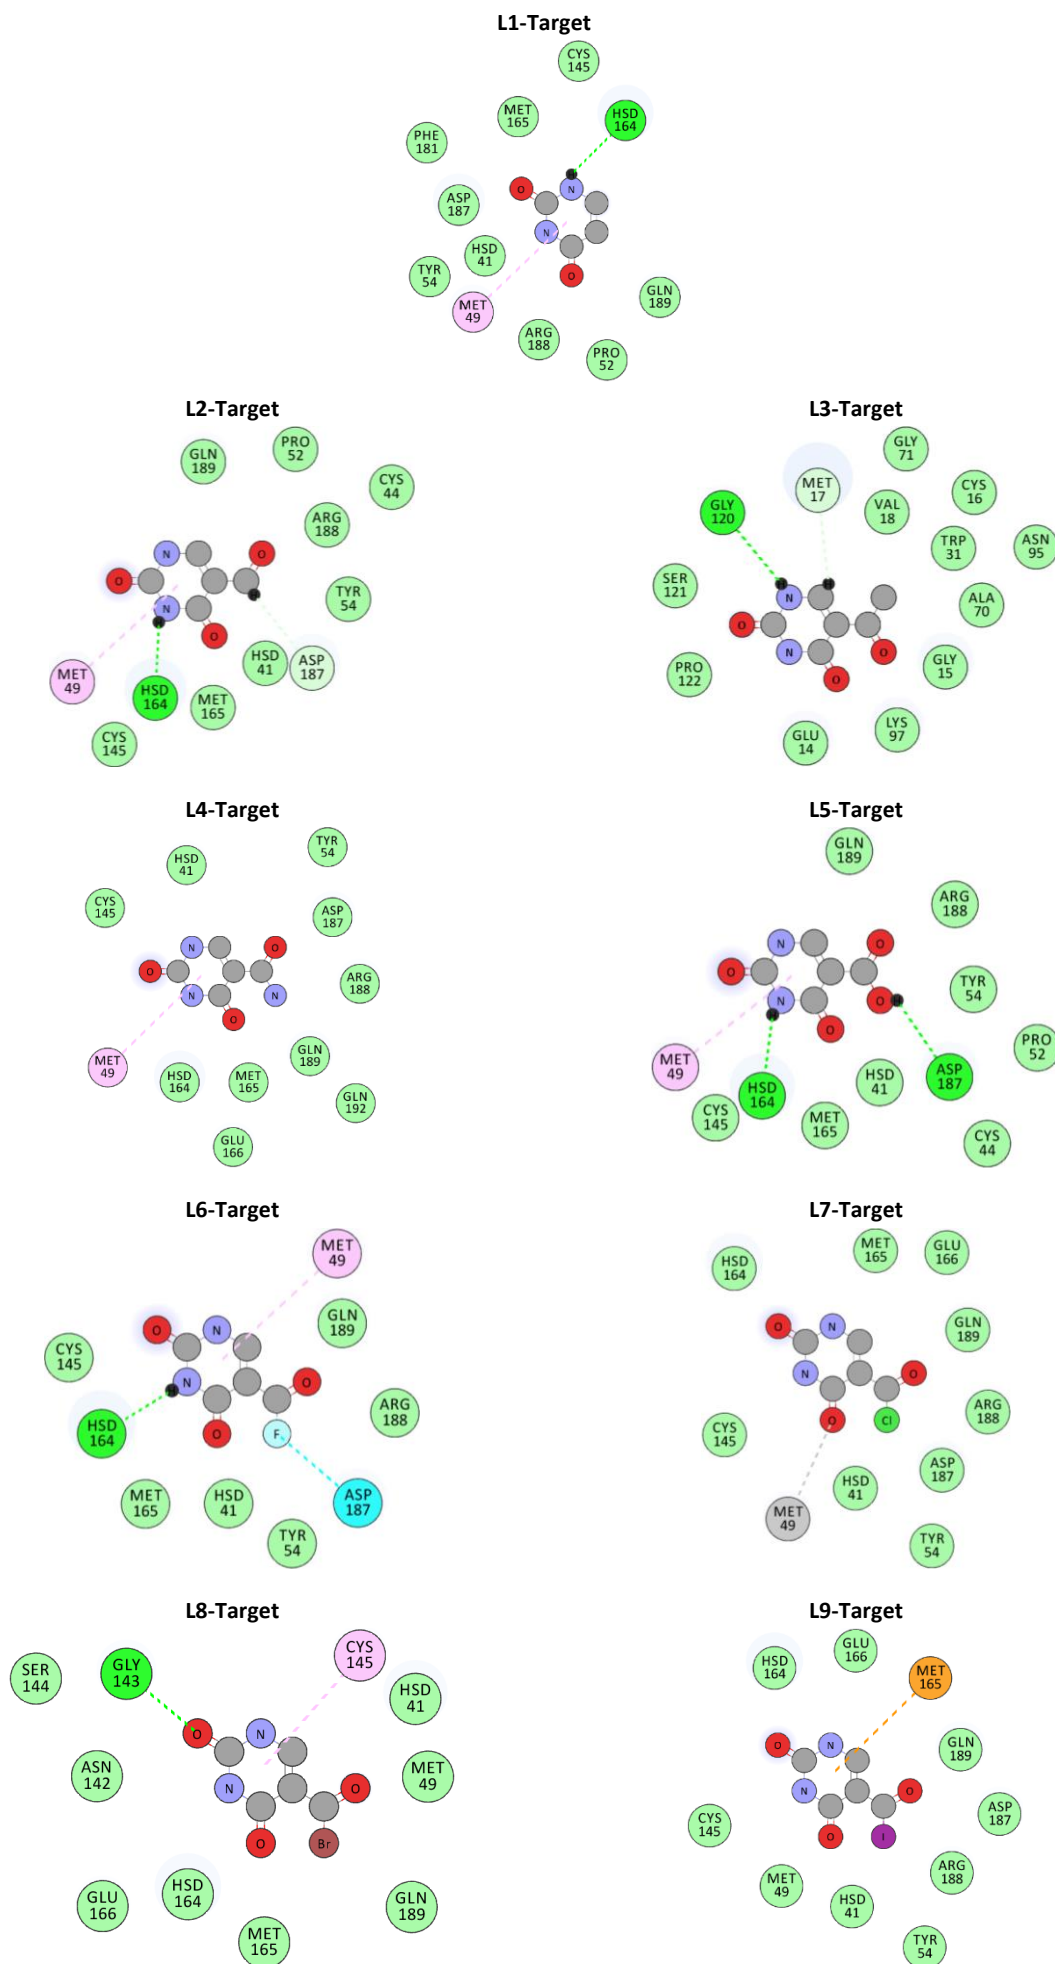 L1-Target
CYS
145
MET
165
HSD
164
PHE
181
H
O
N
ASP
187
N
HSD
41
TYR
54
O
MET
49
GLN
189
ARG
188
PRO
52
L2-Target
GLN
189
PRO
52
CYS
44
ARG
188
N
O
O
H
TYR
54
N
H
O
HSD
41
ASP
187
MET
49
HSD
164
MET
165
CYS
145
L3-Target
GLY
71
MET
17
CYS
16
GLY
120
VAL
18
TRP
31
ASN
95
SER
121
H
H
N
ALA
70
O
N
O
GLY
15
PRO
122
O
LYS
97
GLU
14
L4-Target
TYR
54
HSD
41
CYS
145
ASP
187
N
O
O
ARG
188
N
N
O
MET
49
HSD
164
MET
165
GLN
189
GLN
192
GLU
166
L5-Target
GLN
189
ARG
188
N
O
O
TYR
54
N
O
H
H
O
PRO
52
MET
49
HSD
164
HSD
41
ASP
187
CYS
145
MET
165
CYS
44
L6-Target
MET
49
GLN
189
O
N
CYS
145
N
H
O
ARG
188
HSD
164
O
F
MET
165
HSD
41
ASP
187
TYR
54
L7-Target
MET
165
GLU
166
HSD
164
O
N
GLN
189
N
O
O
Cl
ARG
188
CYS
145
ASP
187
HSD
41
MET
49
TYR
54
L8-Target
CYS
145
SER
144
GLY
143
HSD
41
O
N
ASN
142
MET
49
N
O
O
Br
GLU
166
HSD
164
GLN
189
MET
165
L9-Target
GLU
166
HSD
164
MET
165
O
N
GLN
189
N
O
CYS
145
O
I
ASP
187
ARG
188
MET
49
HSD
41
TYR
54